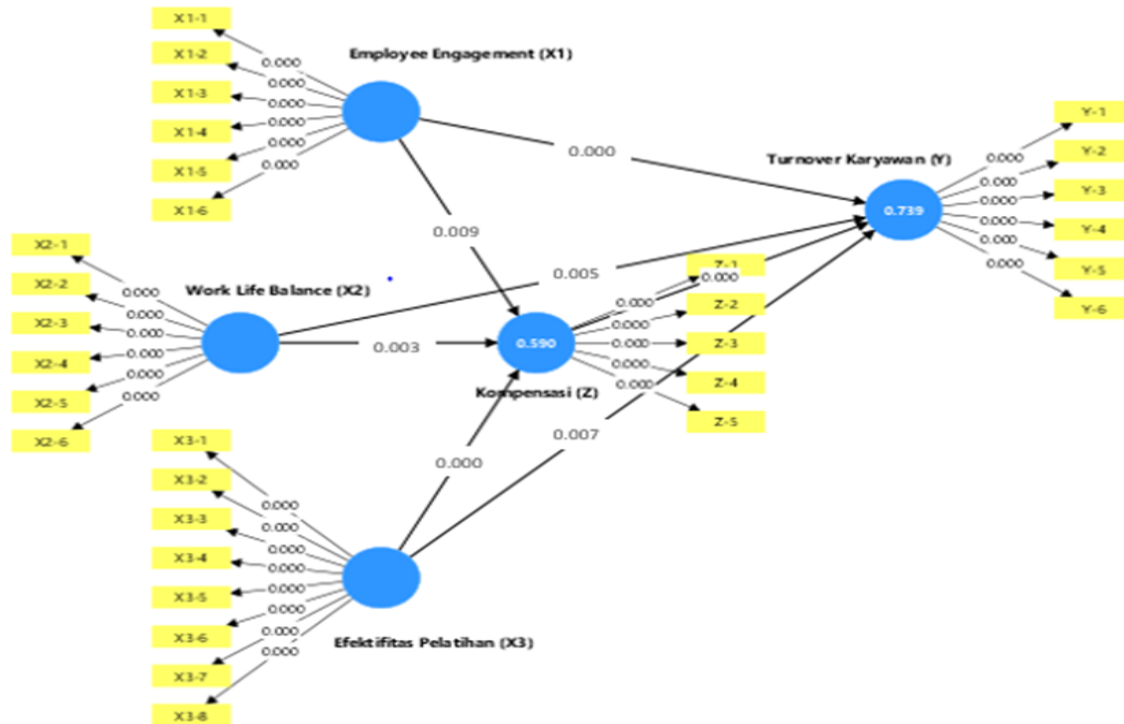 X1-1
X1-2
X1-3
X1-4
X1-5
X1-6
0.000
0.000
0.000
0.000
0.000
0.000
Employee Engagement (X1)
0.000
0.009
X2-1
X2-2
X2-3
X2-4
X2-5
X2-6
0.000
0.000
0.000
0.000
0.000
0.000
Work Life Balance (X2)
0.005
0.003
X3-1
X3-2
X3-3
X3-4
X3-5
X3-6
X3-7
X3-8
0.000
0.000
0.000
0.000
0.000
0.000
0.000
0.000
Efektifitas Pelatihan (X3)
0.000
0.007
0.590
Kompensasi (Z)
0.000
0.000
0.000
0.000
0.000
0.000
Z-1
Z-2
Z-3
Z-4
Z-5
Turnover Karyawan (Y)
0.739
0.000
0.000
0.000
0.000
0.000
0.000
Y-1
Y-2
Y-3
Y-4
Y-5
Y-6